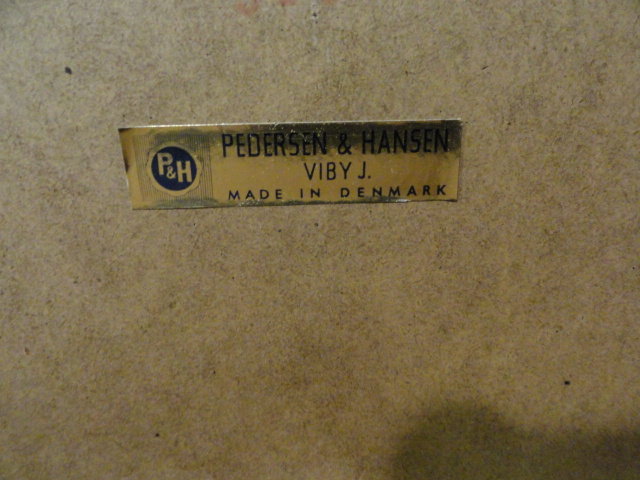 P&H
PEDERSEN & HANSEN
VIBY J.
MADE IN DENMARK